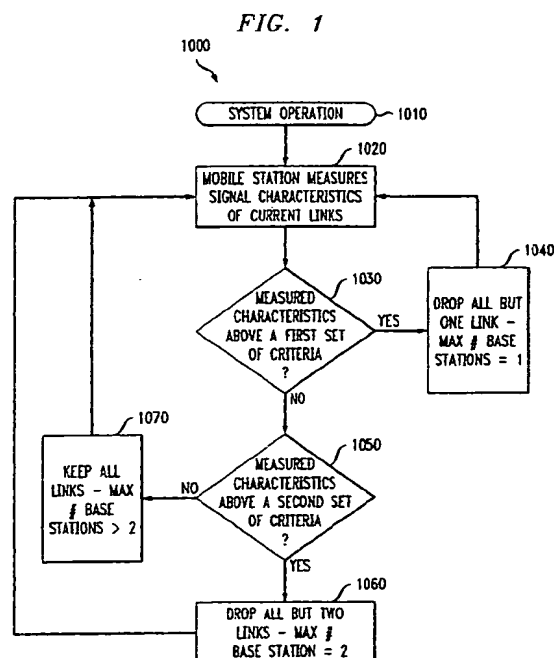 FIG. 1
1000
SYSTEM OPERATION
1010
1020
MOBILE STATION MEASURES
SIGNAL CHARACTERISTICS
OF CURRENT LINKS
1030
MEASURED
CHARACTERISTICS
ABOVE A FIRST SET
OF CRITERIA
?
YES
NO
1040
DROP ALL BUT
ONE LINK -
MAX # BASE
STATIONS = 1
1050
MEASURED
CHARACTERISTICS
ABOVE A SECOND SET
OF CRITERIA
?
NO
YES
1070
KEEP ALL
LINKS - MAX
# BASE
STATIONS > 2
1060
DROP ALL BUT TWO
LINKS - MAX #
BASE STATION = 2